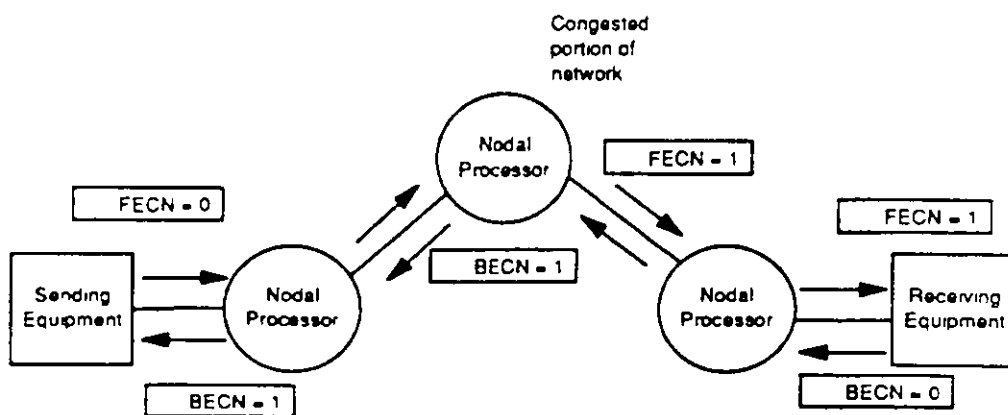 Congested
portion of
network
Nodal
Processor
FECN = 1
FECN = 0
FECN = 1
BECN = 1
Sending
Equipment
Nodal
Processor
Nodal
Processor
Receiving
Equipment
BECN = 1
BECN = 0